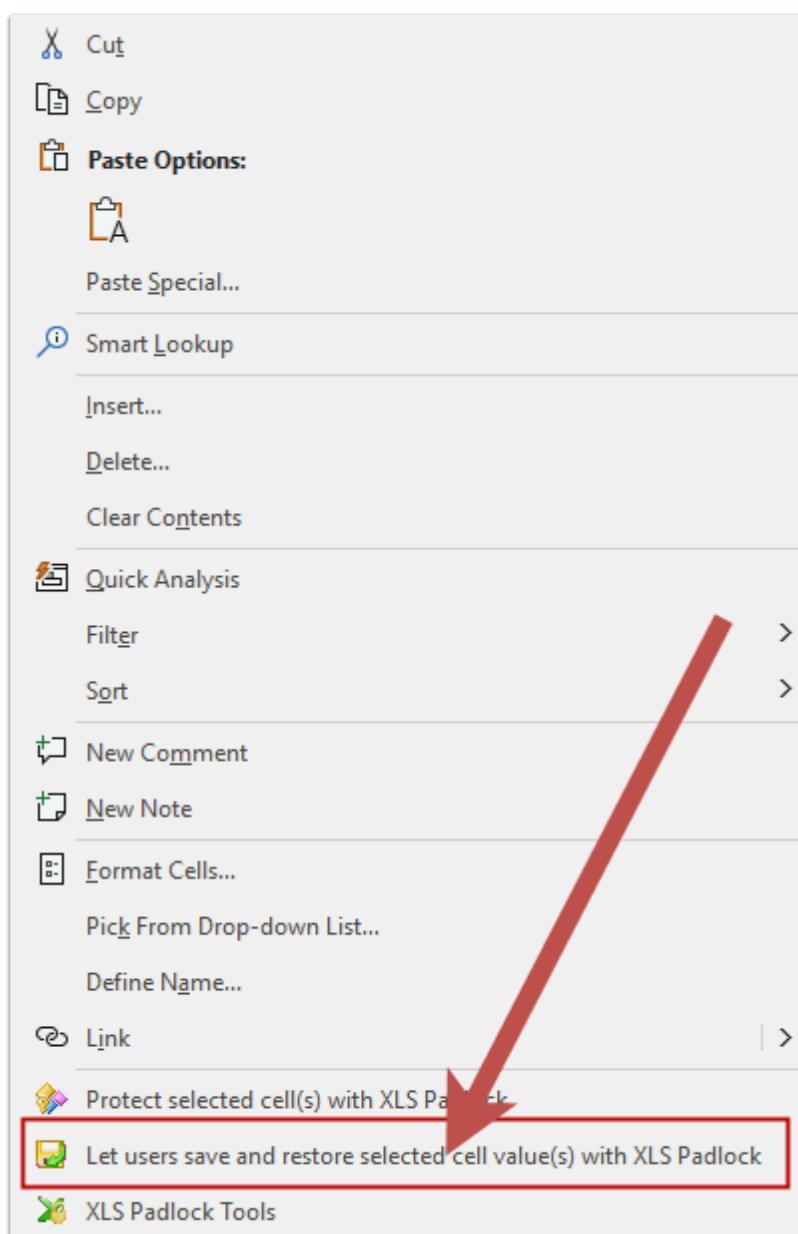 Cut
Copy
Paste Options:
A
Paste Special...
Smart Lookup
Insert...
Delete...
Clear Contents
Quick Analysis
Filter
Sort
New Comment
New Note
Format Cells...
Pick From Drop-down List...
Define Name...
Link
Protect selected cell(s) with XLS Padlock
Let users save and restore selected cell value(s) with XLS Padlock
XLS Padlock Tools